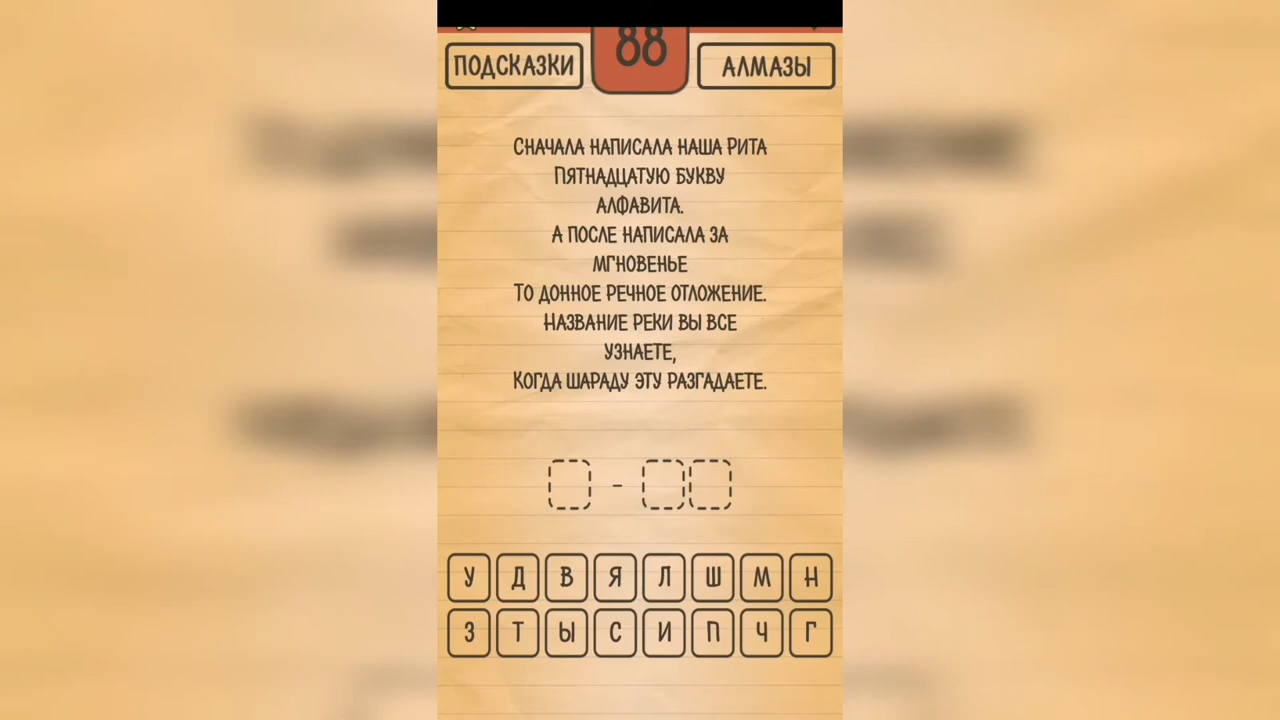 88
ПОДСКАЗКИ
АЛМАЗЫ
Сначала написала наша Рита
Пятнадцатую букву
алфавита.
А после написала за
мгновенье
То донное речное отложение.
Название реки вы все
узнаете,
Когда шараду эту разгадаете.
-
У Д В Я Л Ш М Н
З Т Ы С И П Ч Г